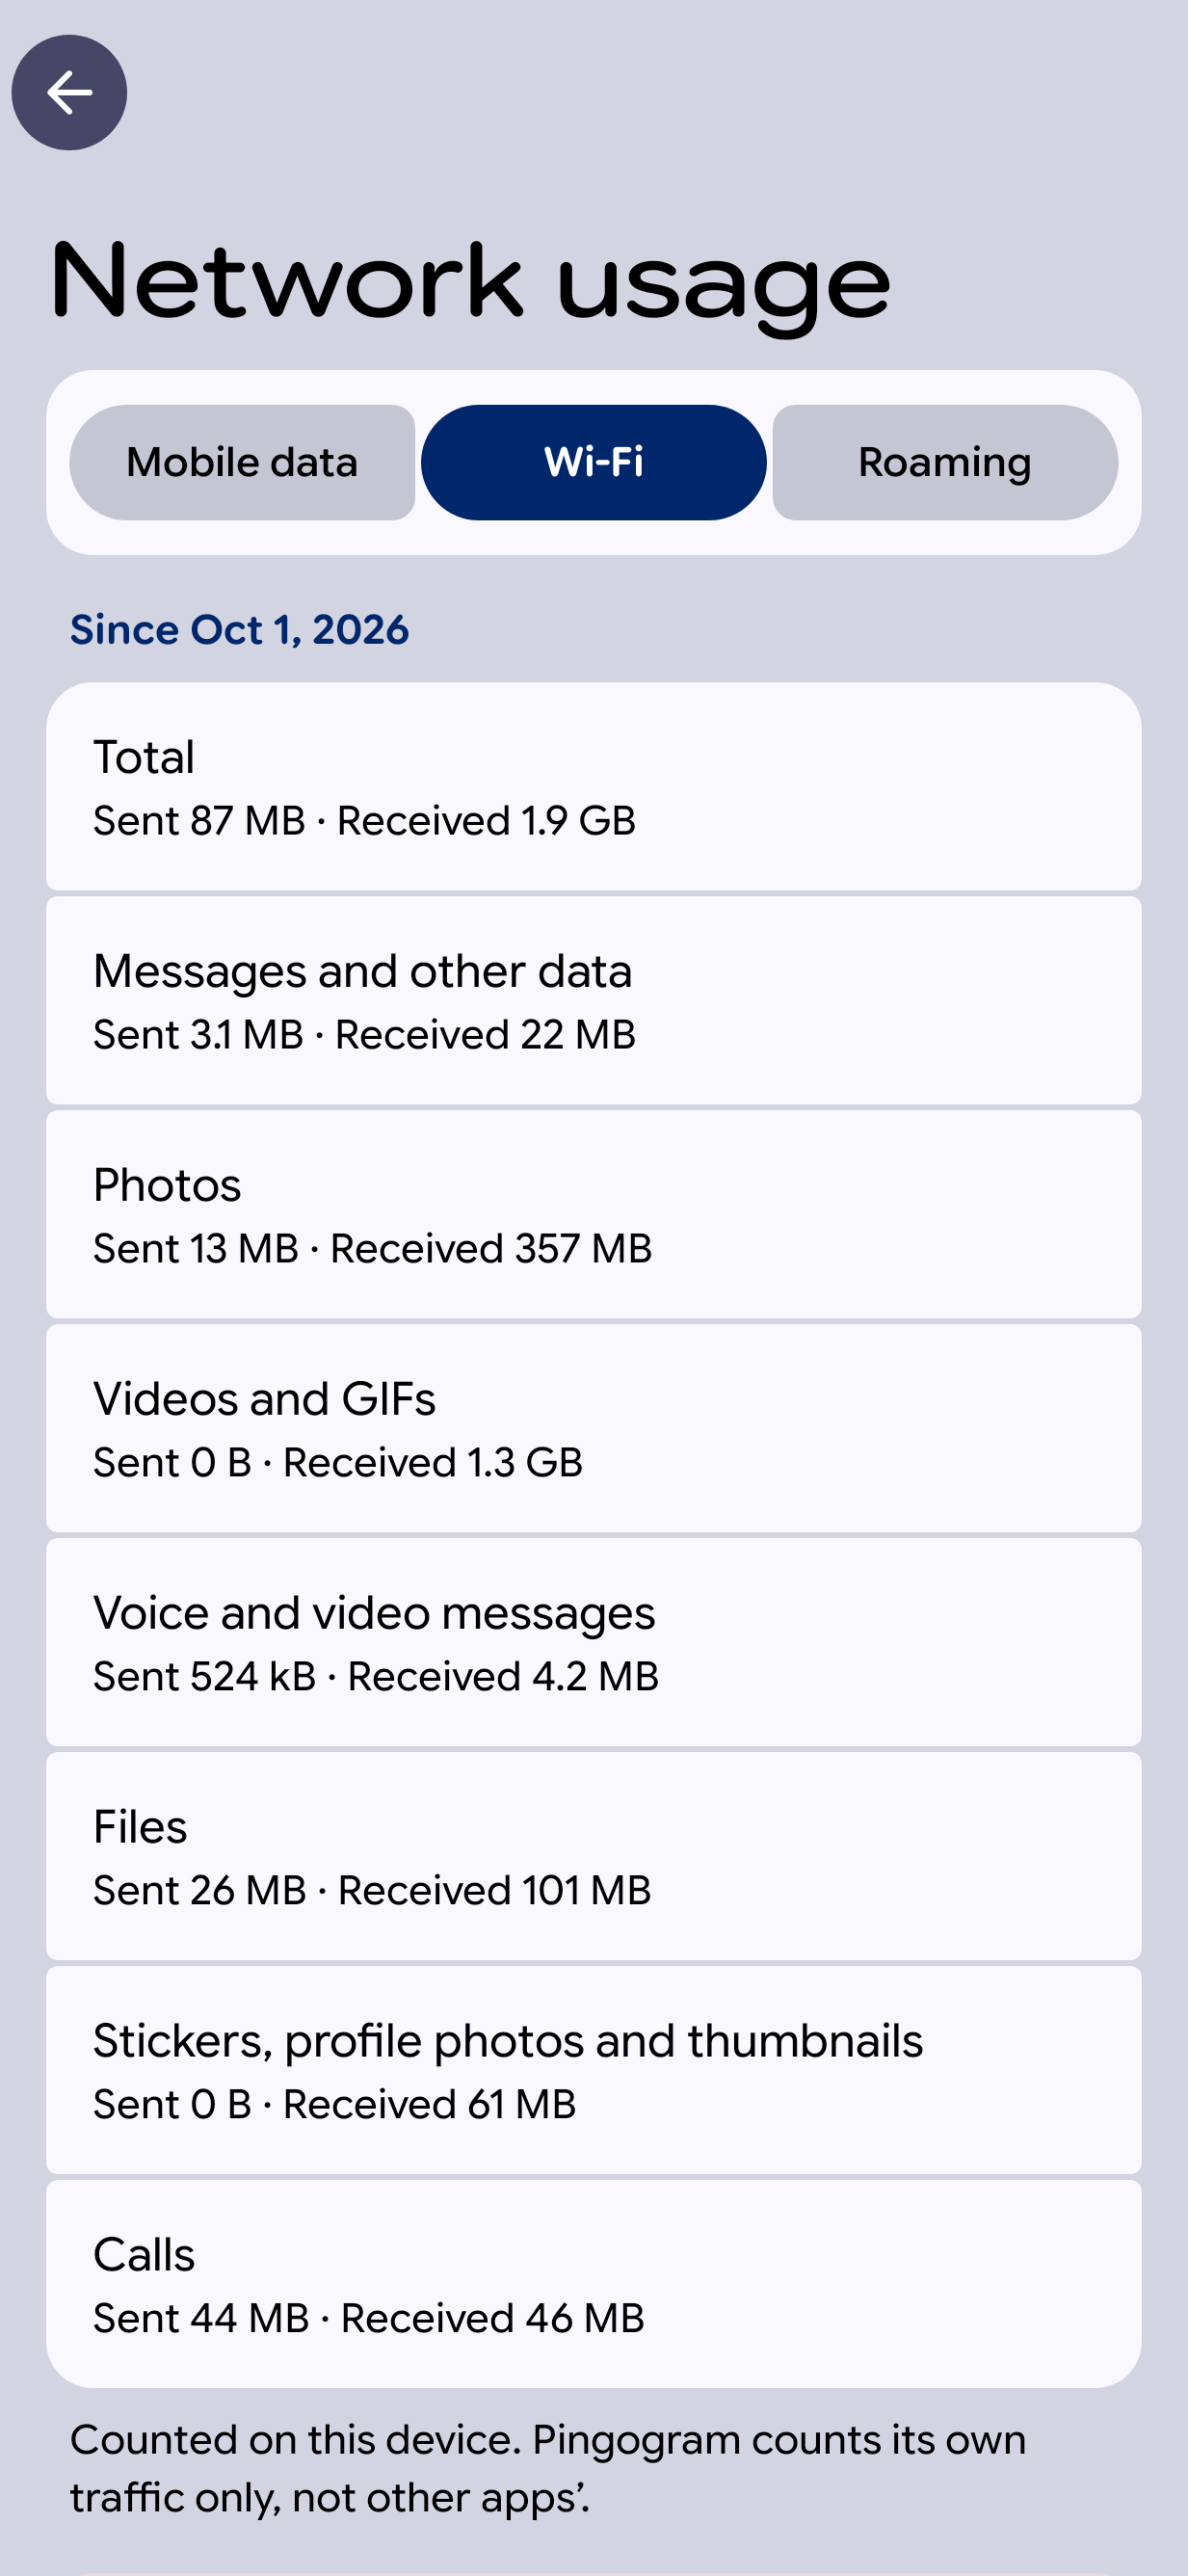 Network usage
Mobile data
Wi-Fi
Roaming
Since Oct 1, 2026
Total
Sent 87 MB · Received 1.9 GB
Messages and other data
Sent 3.1 MB · Received 22 MB
Photos
Sent 13 MB · Received 357 MB
Videos and GIFs
Sent 0 B · Received 1.3 GB
Voice and video messages
Sent 524 kB · Received 4.2 MB
Files
Sent 26 MB · Received 101 MB
Stickers, profile photos and thumbnails
Sent 0 B · Received 61 MB
Calls
Sent 44 MB · Received 46 MB
Counted on this device. Pingogram counts its own
traffic only, not other apps’.